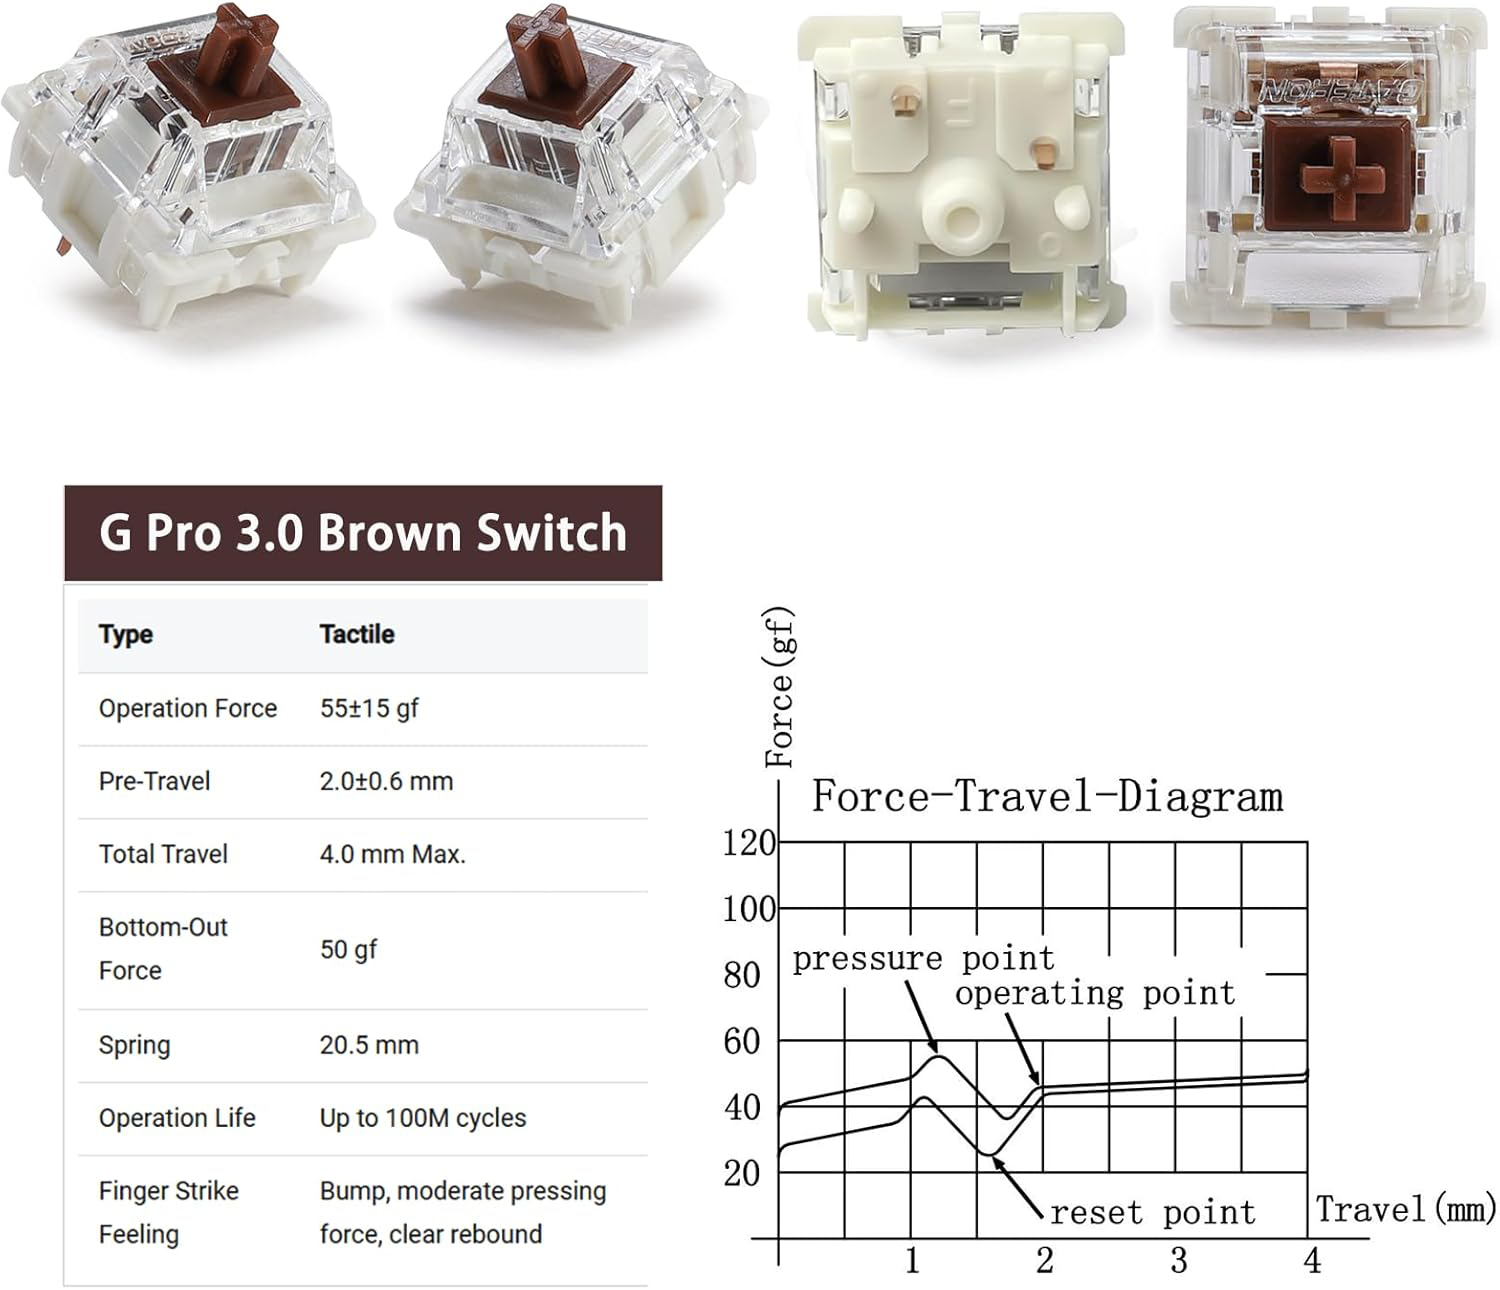 GATERON
G Pro 3.0 Brown Switch
Type Tactile
Operation Force 55±15 gf
Pre-Travel 2.0±0.6 mm
Total Travel 4.0 mm Max.
Bottom-Out
Force
50 gf
Spring 20.5 mm
Operation Life Up to 100M cycles
Finger Strike
Feeling
Bump, moderate pressing
force, clear rebound
Force(gf)
Force-Travel-Diagram
120
100
80
60
40
20
pressure point
operating point
reset point
Travel(mm)
1 2 3 4